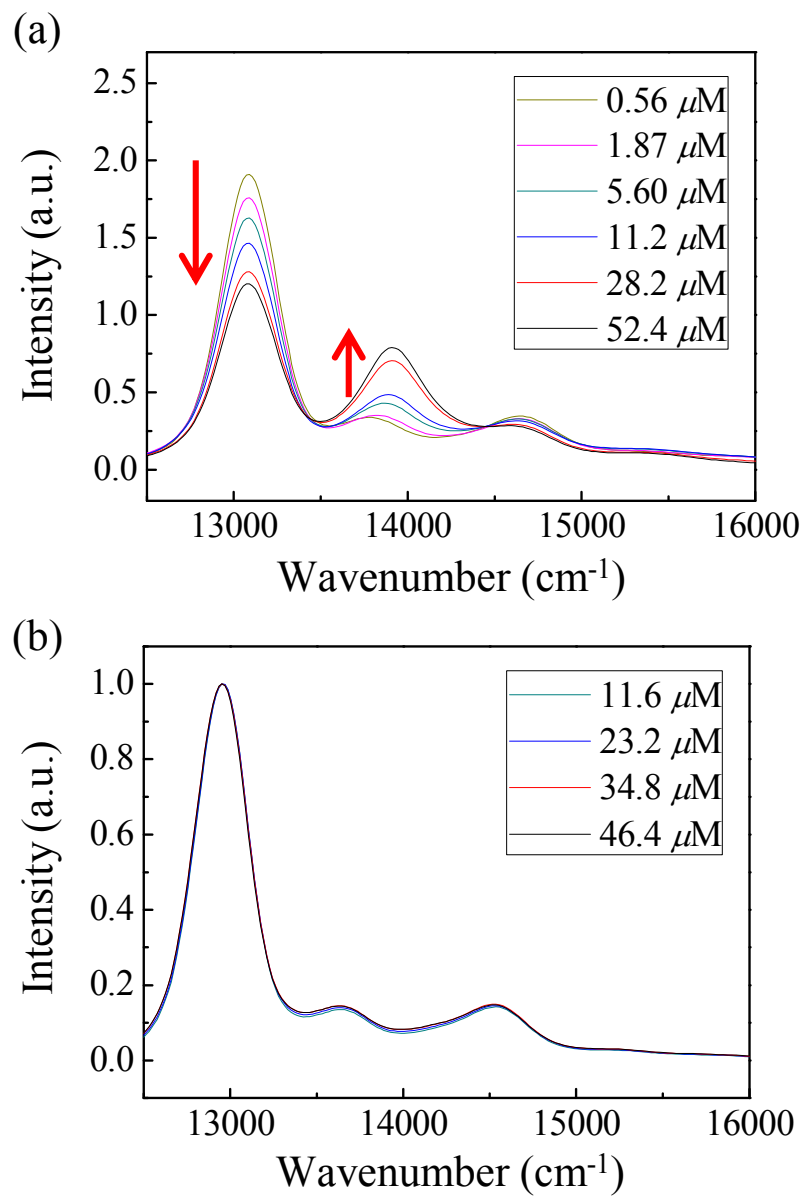 (a)
2.5
2.0
1.5
1.0
0.5
0.0
Intensity (a.u.)
0.56 μM
1.87 μM
5.60 μM
11.2 μM
28.2 μM
52.4 μM
13000 14000 15000 16000
Wavenumber (cm⁻¹)
(b)
1.0
0.8
0.6
0.4
0.2
0.0
Intensity (a.u.)
11.6 μM
23.2 μM
34.8 μM
46.4 μM
13000 14000 15000 16000
Wavenumber (cm⁻¹)